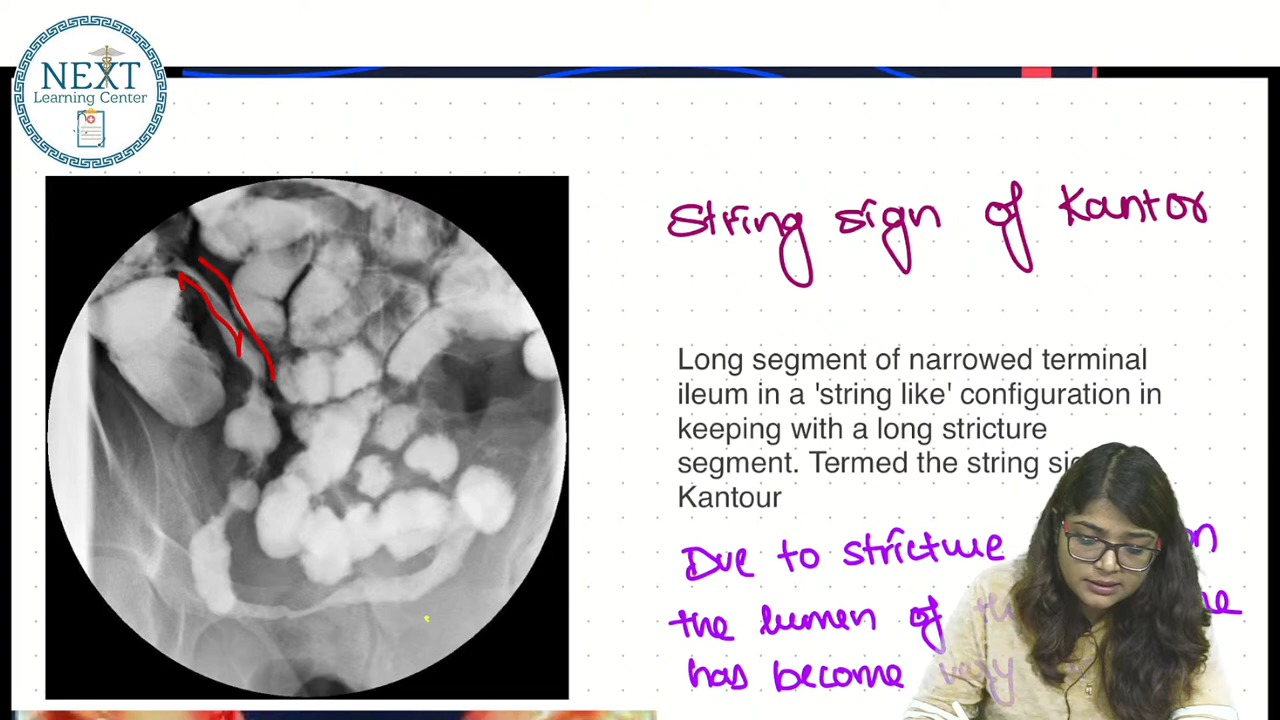 NEXT
Learning Center
String sign of Kantor
Long segment of narrowed terminal
ileum in a 'string like' configuration in
keeping with a long stricture
segment. Termed the string
Kantour
Due to stricture
the lumen of
has become very